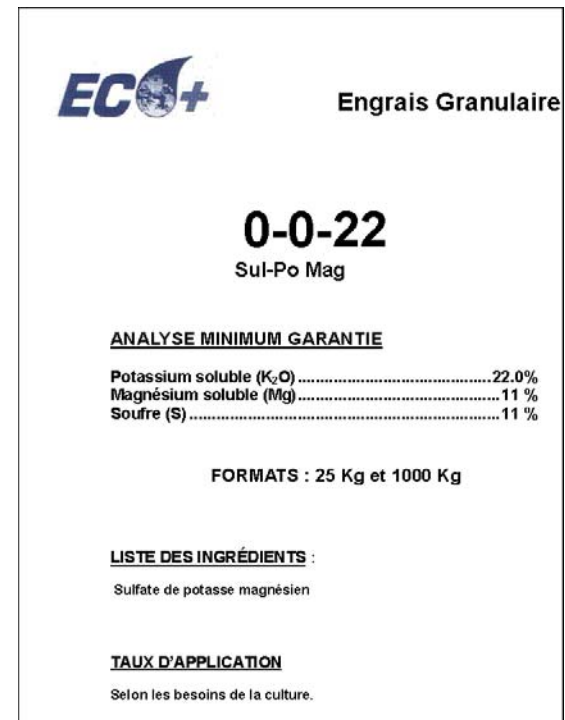 ECO+
Engrais Granulaire
0-0-22
Sul-Po Mag
ANALYSE MINIMUM GARANTIE
Potassium soluble (K₂O)............................................22.0%
Magnésium soluble (Mg)..............................................11 %
Soufre (S).......................................................................11 %
FORMATS : 25 Kg et 1000 Kg
LISTE DES INGRÉDIENTS :
Sulfate de potasse magnésien
TAUX D'APPLICATION
Selon les besoins de la culture.